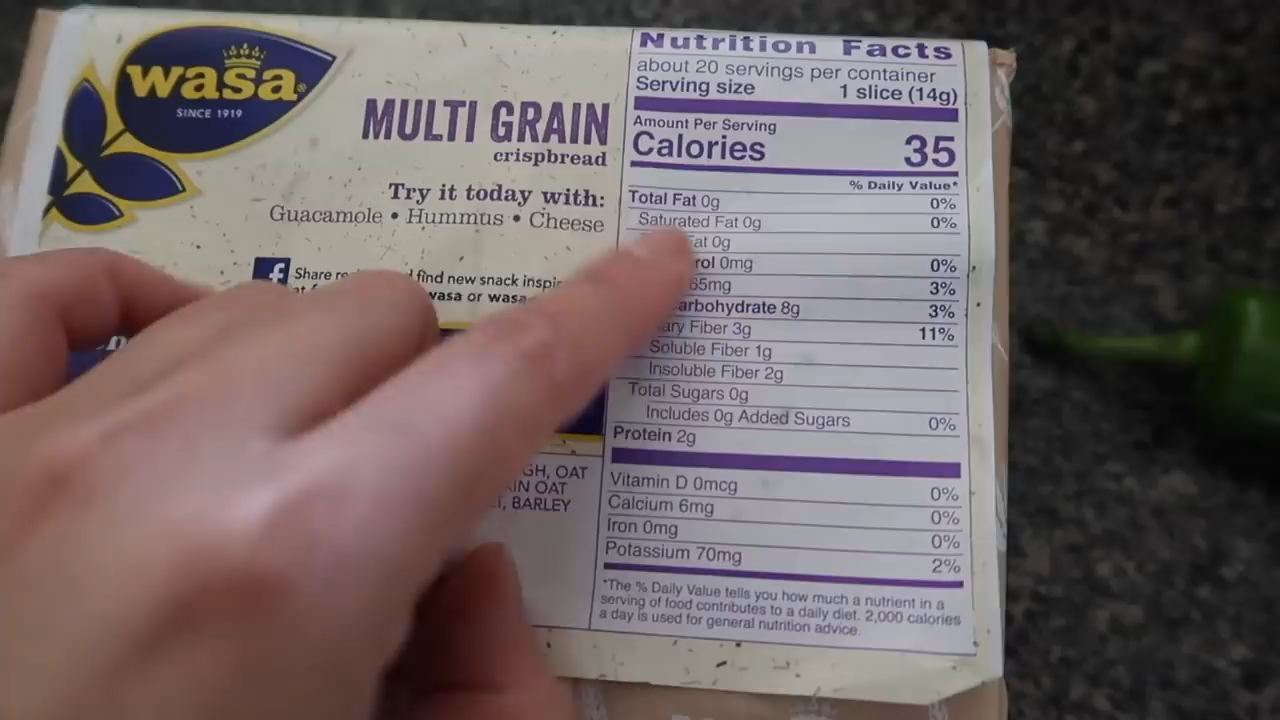 wasa®
SINCE 1919
MULTI GRAIN
crispbread
Try it today with:
Guacamole • Hummus • Cheese
Share find new snack
wasa or
GH, OAT
OAT
BARLEY
Nutrition Facts
about 20 servings per container
Serving size 1 slice (14g)
Amount Per Serving
Calories 35
% Daily Value*
Total Fat 0g 0%
Saturated Fat 0g 0%
Fat 0g
rol 0mg 0%
65mg 3%
arbohydrate 8g 3%
ary Fiber 3g 11%
Soluble Fiber 1g
Insoluble Fiber 2g
Total Sugars 0g
Includes 0g Added Sugars 0%
Protein 2g
Vitamin D 0mcg 0%
Calcium 6mg 0%
Iron 0mg 0%
Potassium 70mg 2%
*The % Daily Value tells you how much a nutrient in a
serving of food contributes to a daily diet. 2,000 calories
a day is used for general nutrition advice.